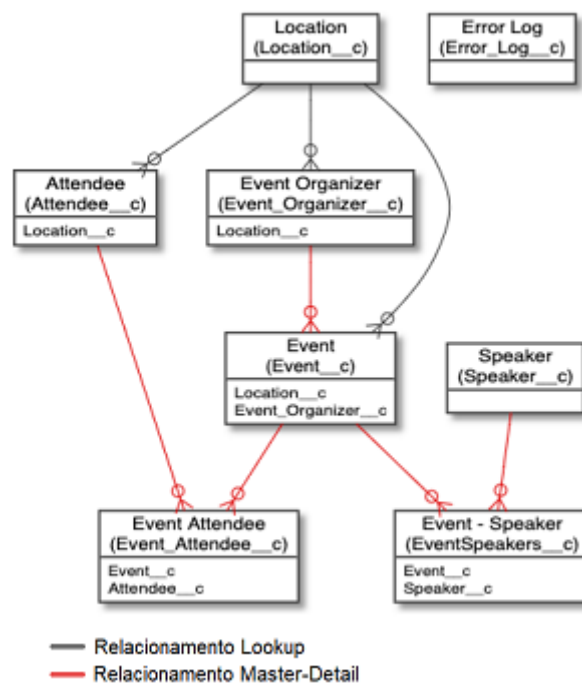 Location
(Location__c)
Error Log
(Error_Log__c)
Attendee
(Attendee__c)
Location__c
Event Organizer
(Event_Organizer__c)
Location__c
Event
(Event__c)
Location__c
Event_Organizer__c
Speaker
(Speaker__c)
Event Attendee
(Event_Attendee__c)
Event__c
Attendee__c
Event - Speaker
(EventSpeakers__c)
Event__c
Speaker__c
Relacionamento Lookup
Relacionamento Master-Detail